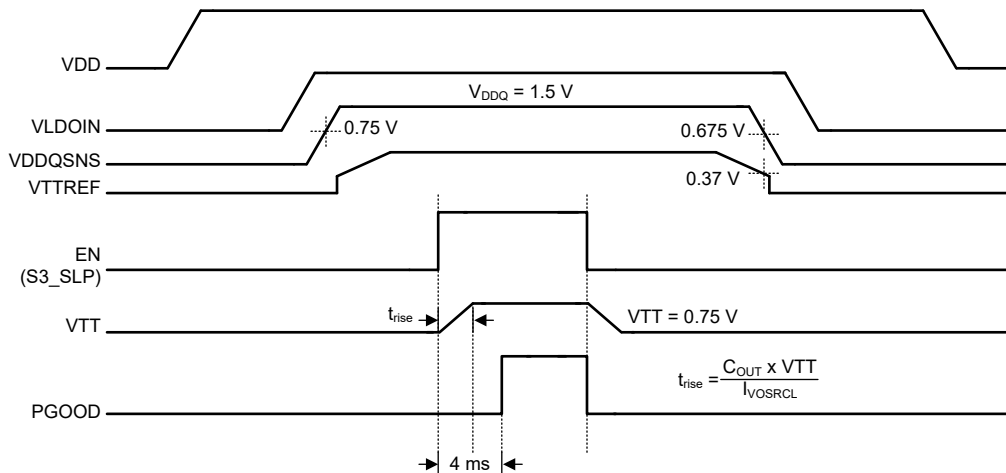 VDD
V_DDQ = 1.5 V
VLDOIN
0.75 V
0.675 V
VDDQSNS
VTTREF
0.37 V
EN
(S3_SLP)
t_rise
VTT
VTT = 0.75 V
t_rise = C_OUT x VTT / I_VOSRCL
PGOOD
4 ms